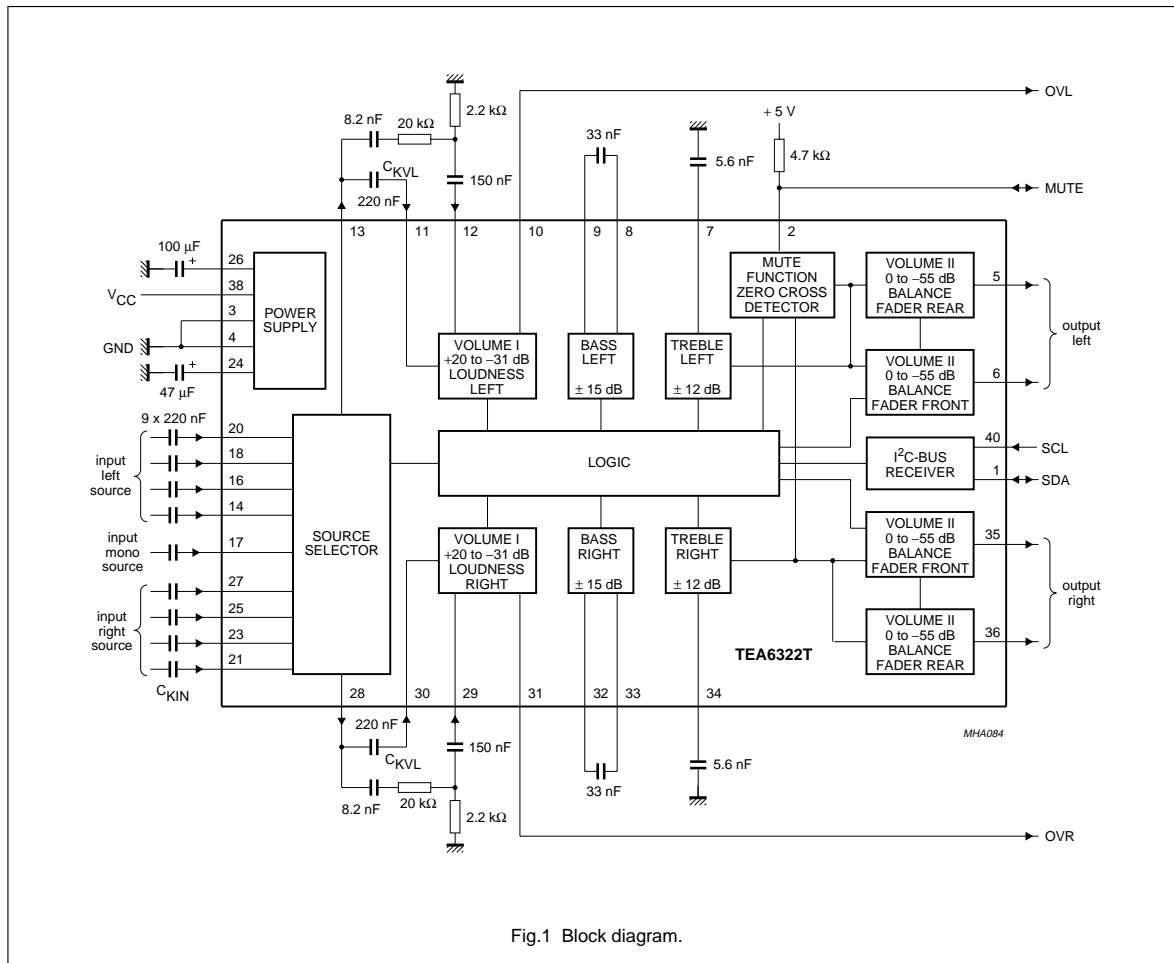 OVL
2.2 kΩ
8.2 nF
20 kΩ
+ 5 V
33 nF
5.6 nF
4.7 kΩ
C_KVL
220 nF
150 nF
MUTE
13
11
12
10
9
8
7
2
100 μF
+
26
V_CC
38
3
GND
4
24
+
47 μF
POWER
SUPPLY
MUTE
FUNCTION
ZERO CROSS
DETECTOR
VOLUME II
0 to −55 dB
BALANCE
FADER REAR
5
output
left
VOLUME I
+20 to −31 dB
LOUDNESS
LEFT
BASS
LEFT
± 15 dB
TREBLE
LEFT
± 12 dB
VOLUME II
0 to −55 dB
BALANCE
FADER FRONT
6
9 x 220 nF
20
18
16
14
input
left
source
LOGIC
I²C-BUS
RECEIVER
40
SCL
1
SDA
input
mono
source
17
SOURCE
SELECTOR
27
25
23
21
input
right
source
C_KIN
VOLUME I
+20 to −31 dB
LOUDNESS
RIGHT
BASS
RIGHT
± 15 dB
TREBLE
RIGHT
± 12 dB
VOLUME II
0 to −55 dB
BALANCE
FADER FRONT
35
output
right
VOLUME II
0 to −55 dB
BALANCE
FADER REAR
36
TEA6322T
28
30
29
31
32
33
34
MHA084
220 nF
C_KVL
150 nF
5.6 nF
8.2 nF
20 kΩ
33 nF
2.2 kΩ
OVR
Fig.1 Block diagram.